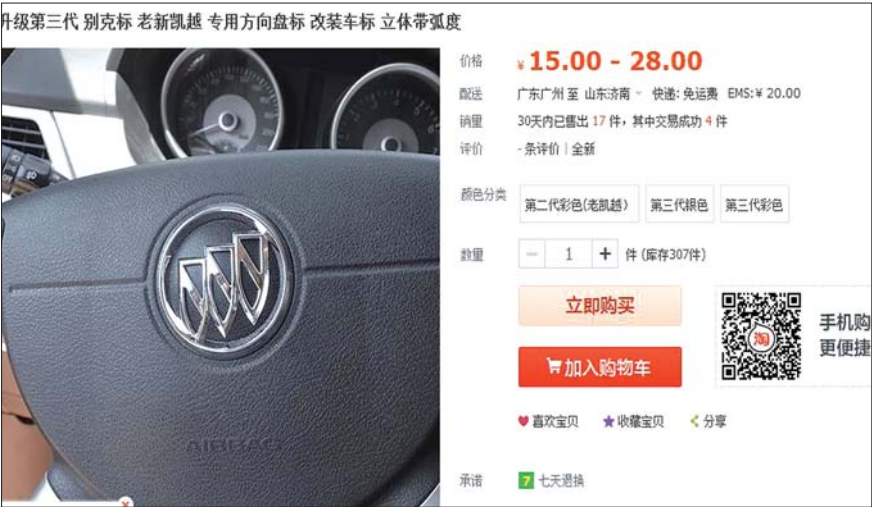 升级第三代 别克标 老新凯越 专用方向盘标 改装车标 立体带弧度
价格 ¥ 15.00 - 28.00
配送 广东广州 至 山东济南 快递: 免运费 EMS:¥ 20.00
销量 30天内已售出 17 件，其中交易成功 4 件
评价 - 条评价 | 全新
颜色分类 第二代彩色(老凯越) 第三代银色 第三代彩色
数量 − 1 + 件 (库存307件)
立即购买
加入购物车
淘
手机购
更便捷
喜欢宝贝 收藏宝贝 分享
承诺 7 七天退换
AIRBAG
OFF